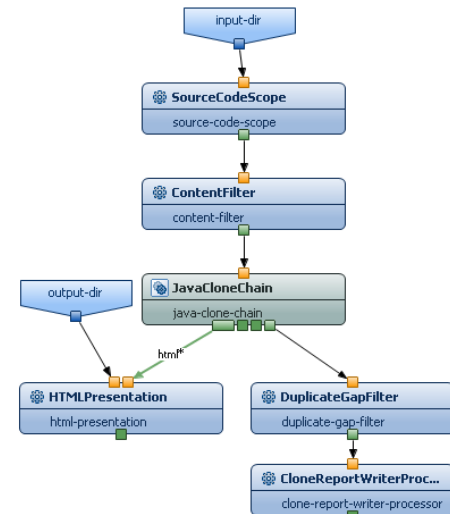 input-dir
SourceCodeScope
source-code-scope
ContentFilter
content-filter
JavaCloneChain
java-clone-chain
output-dir
html*
HTMLPresentation
html-presentation
DuplicateGapFilter
duplicate-gap-filter
CloneReportWriterProc...
clone-report-writer-processor